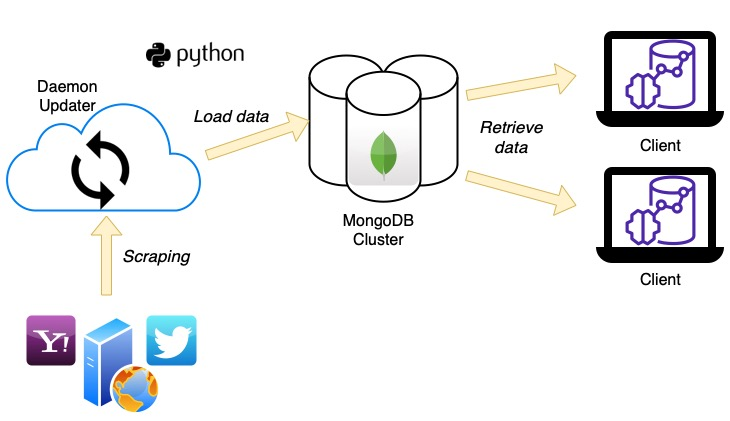 python
Daemon
Updater
Load data
Retrieve
data
Client
MongoDB
Cluster
Scraping
Client
Y!